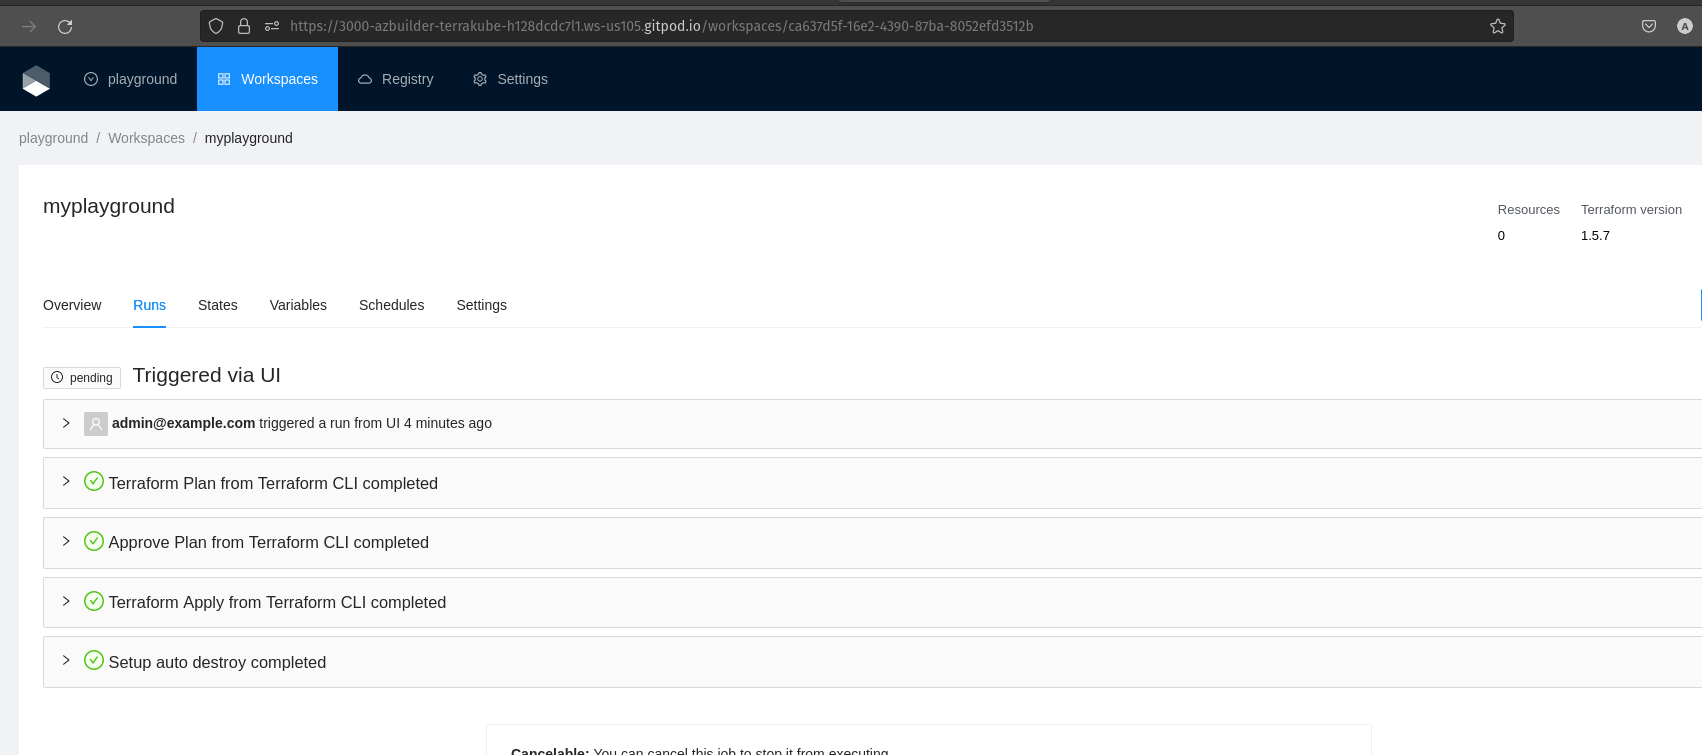 https://3000-azbuilder-terrakube-h128dcdc7l1.ws-us105.gitpod.io/workspaces/ca637d5f-16e2-4390-87ba-8052efd3512b
A
playground Workspaces Registry Settings
playground / Workspaces / myplayground
myplayground
Resources Terraform version
0 1.5.7
Overview Runs States Variables Schedules Settings
pending Triggered via UI
admin@example.com triggered a run from UI 4 minutes ago
Terraform Plan from Terraform CLI completed
Approve Plan from Terraform CLI completed
Terraform Apply from Terraform CLI completed
Setup auto destroy completed
Cancelable: You can cancel this job to stop it from executing